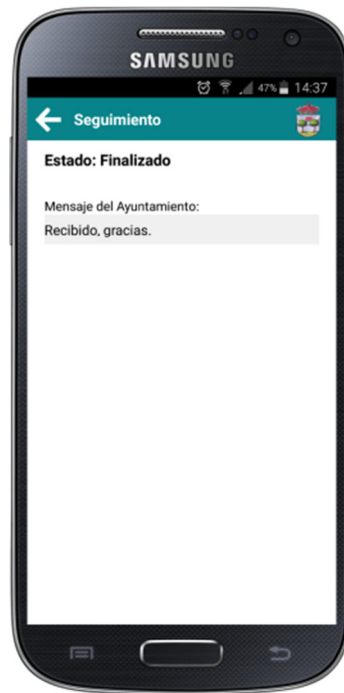 SAMSUNG
47% 14:37
Seguimiento
Estado: Finalizado
Mensaje del Ayuntamiento:
Recibido, gracias.